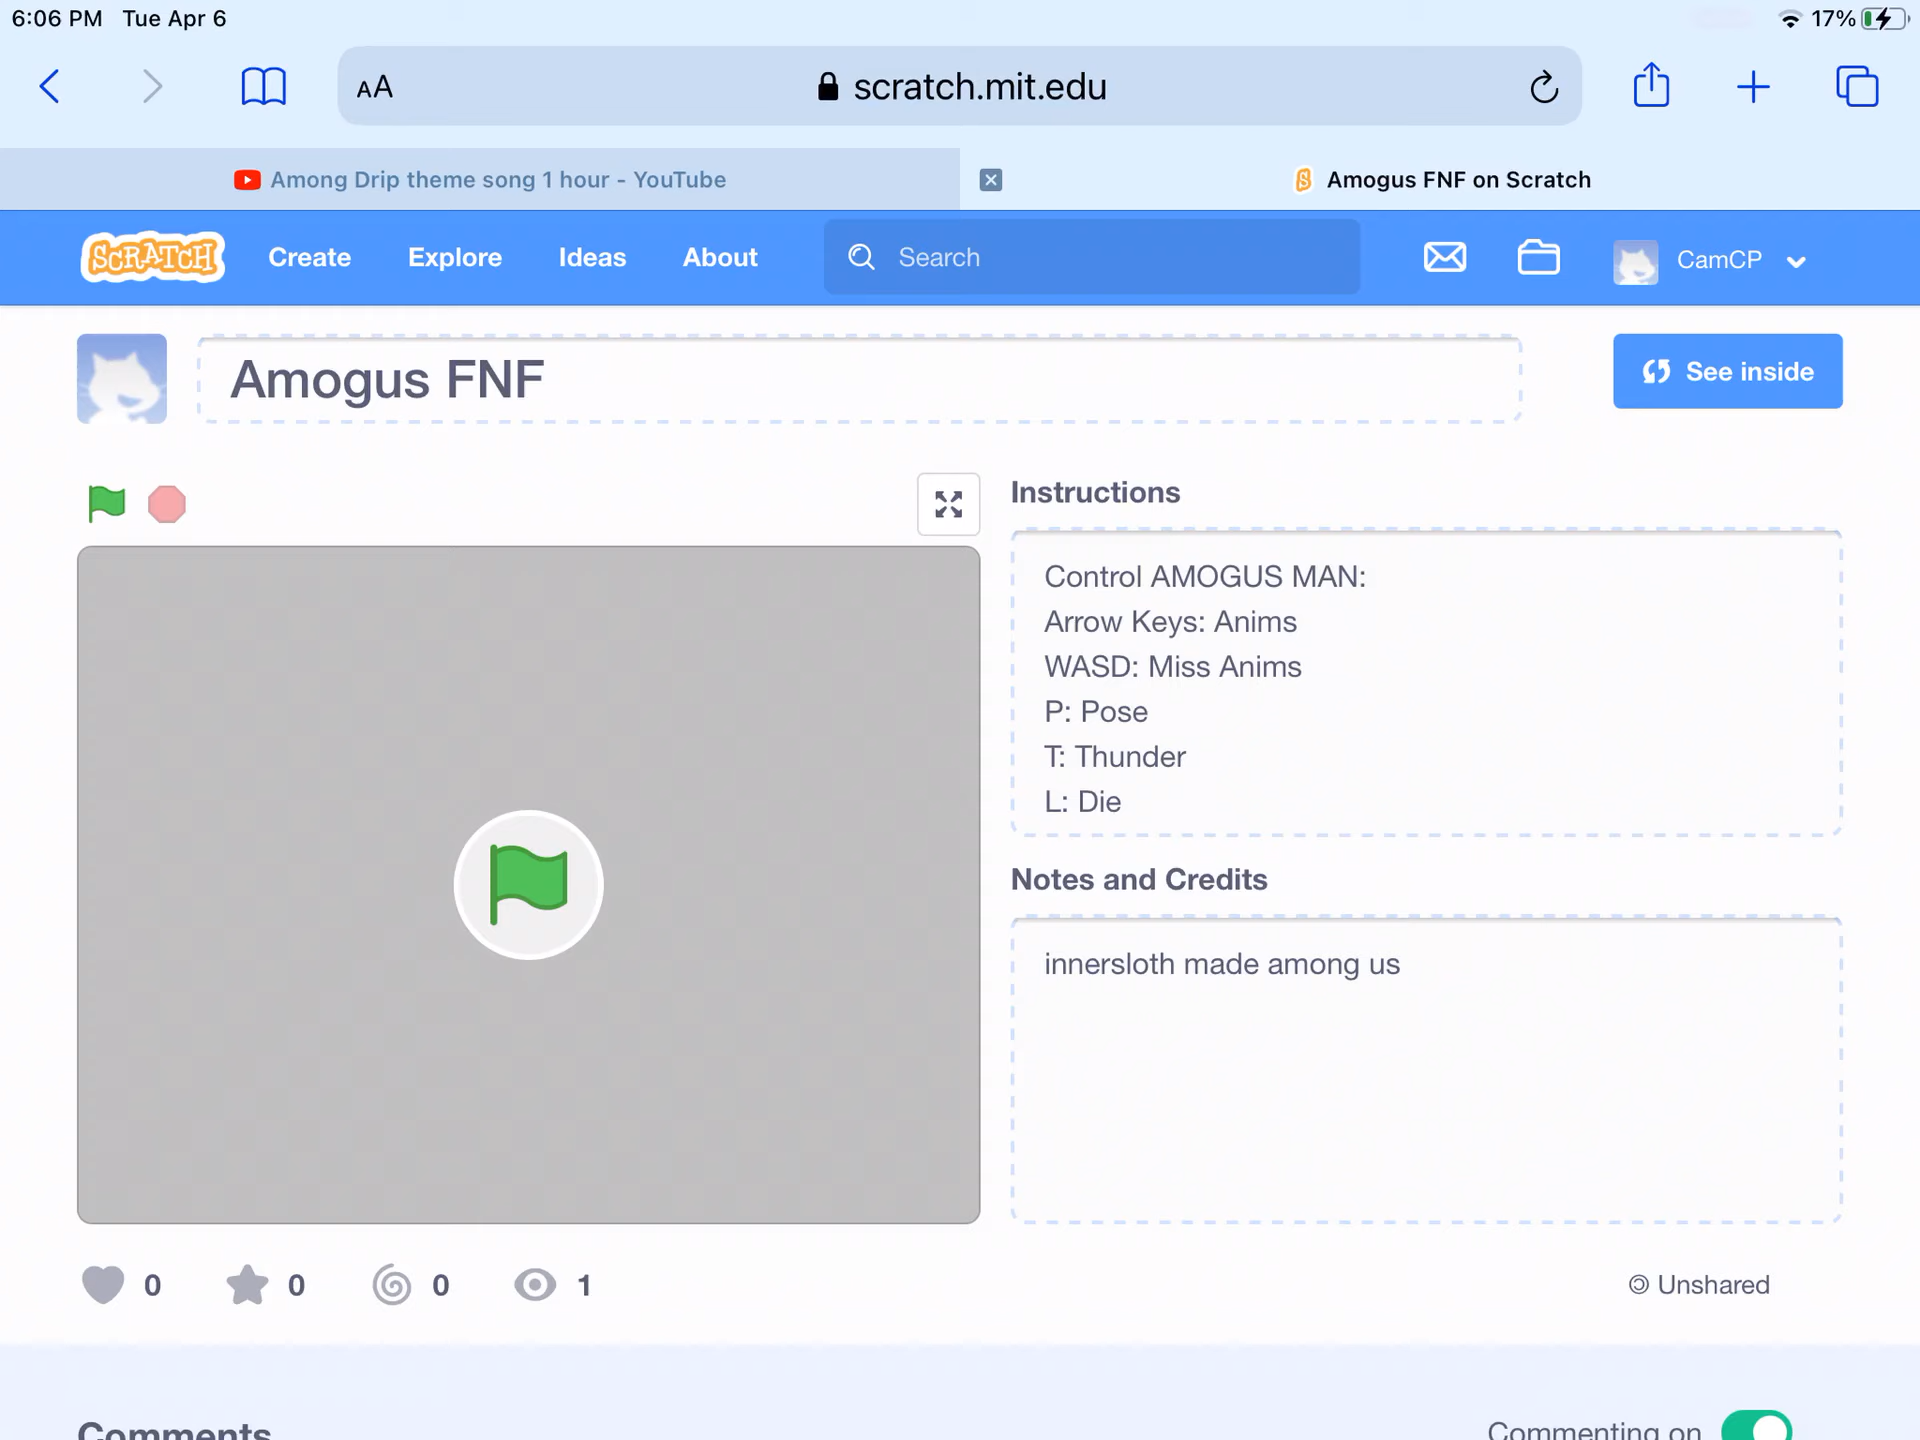 6:06 PM Tue Apr 6
17%
AA
scratch.mit.edu
Among Drip theme song 1 hour - YouTube
Amogus FNF on Scratch
SCRATCH
Create
Explore
Ideas
About
Search
CamCP
Amogus FNF
See inside
Instructions
Control AMOGUS MAN:
Arrow Keys: Anims
WASD: Miss Anims
P: Pose
T: Thunder
L: Die
Notes and Credits
innersloth made among us
0
0
0
1
Unshared
Comments
Commenting on